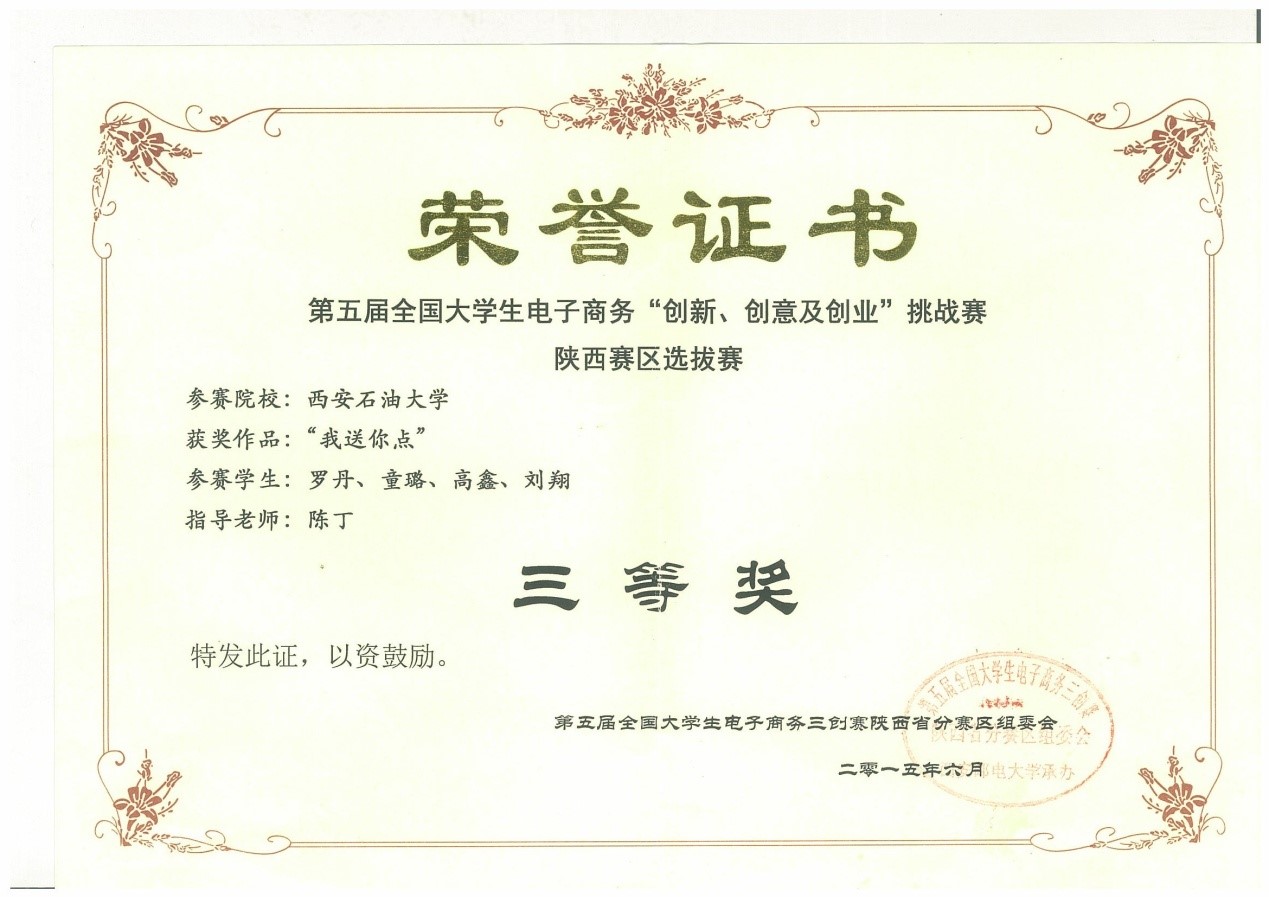 荣誉证书
第五届全国大学生电子商务“创新、创意及创业”挑战赛
陕西赛区选拔赛
参赛院校：西安石油大学
获奖作品：“我送你点”
参赛学生：罗丹、童璐、高鑫、刘翔
指导老师：陈丁
三等奖
特发此证，以资鼓励。
第五届全国大学生电子商务三创赛
第五届全国大学生电子商务三创赛陕西省分赛区组委会
陕西省分赛区组委会
二零一五年六月
邮电大学承办